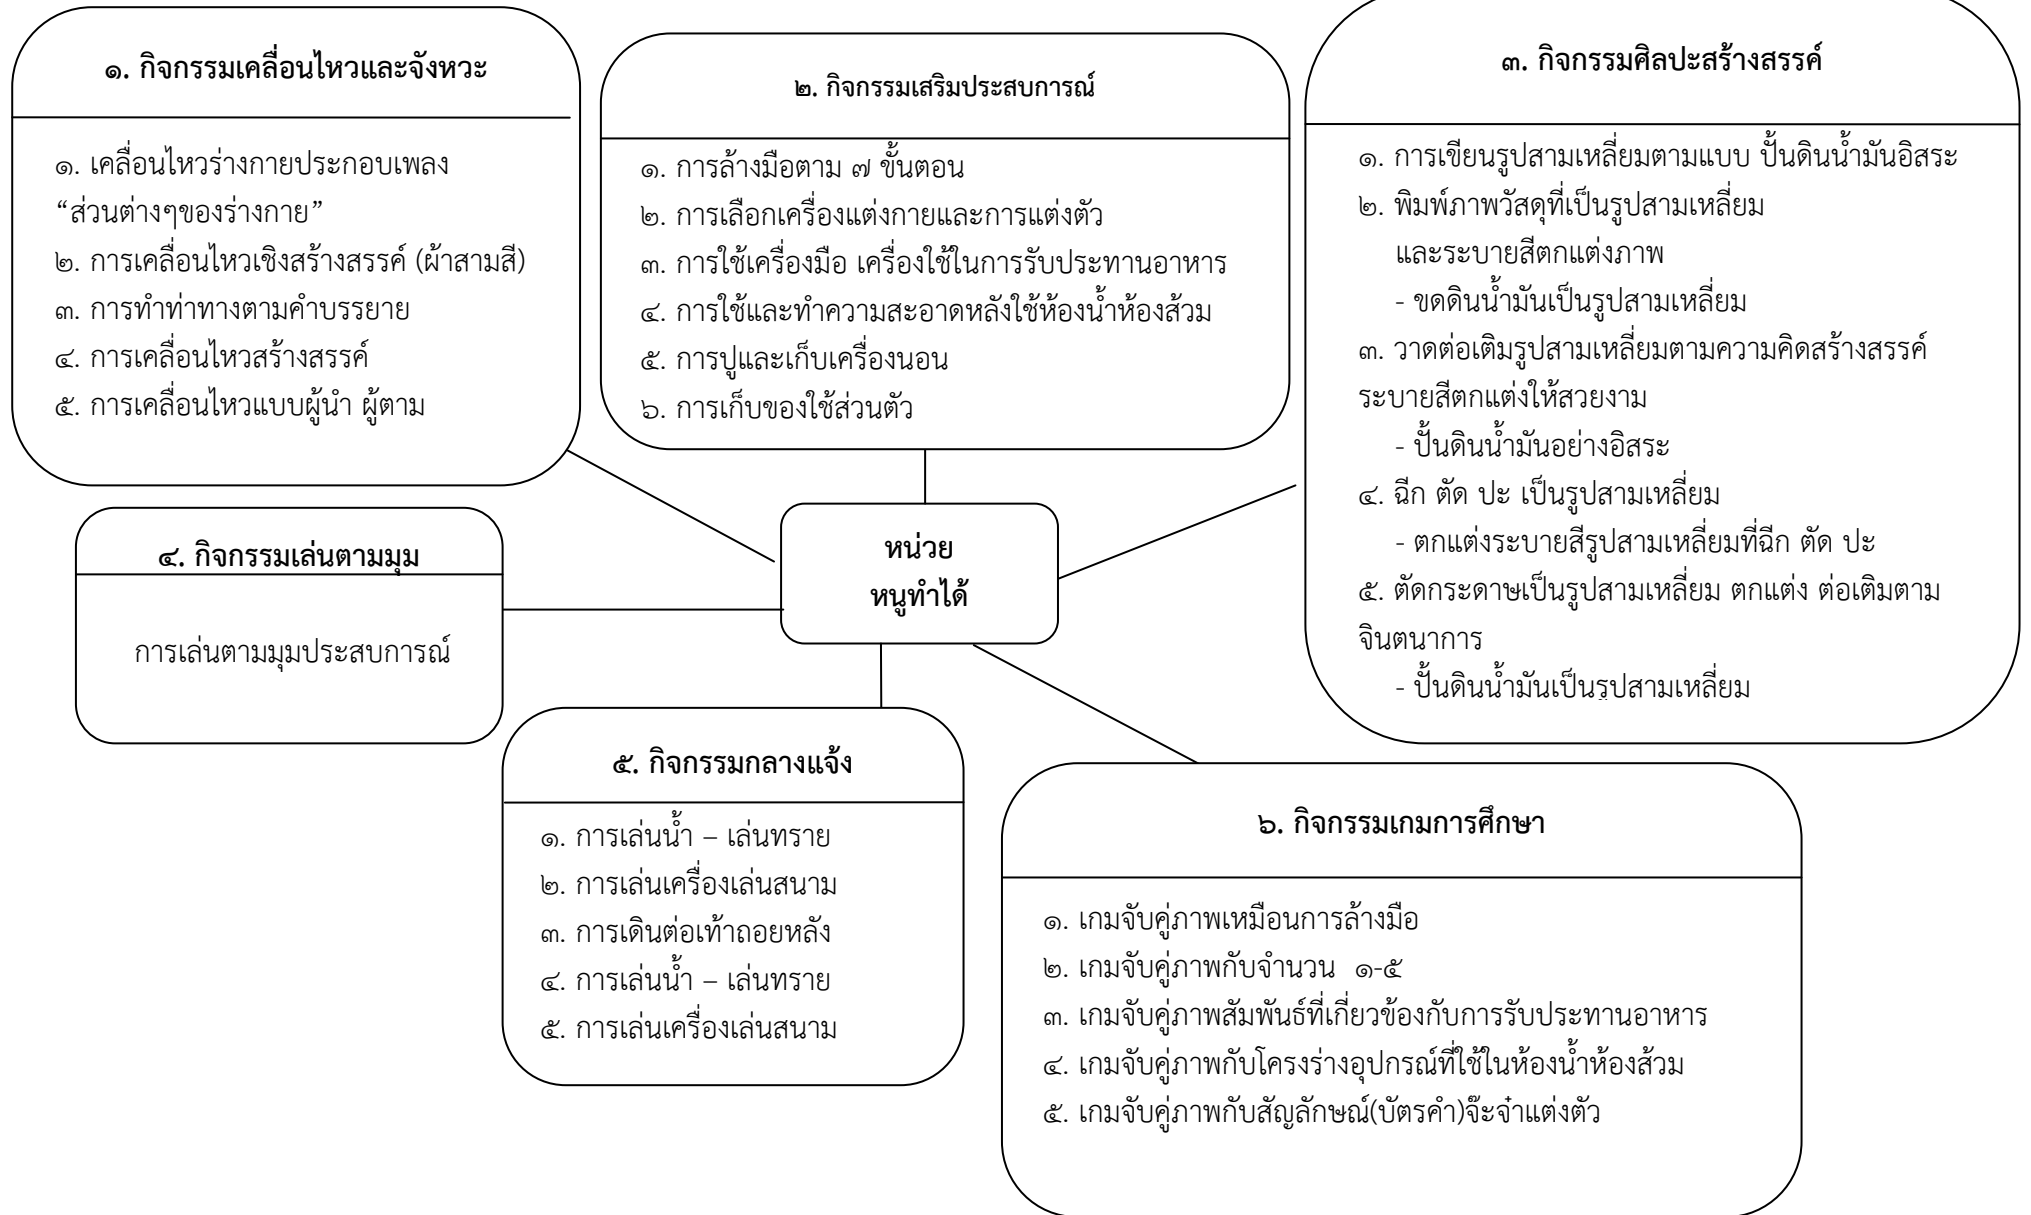 ๑. กิจกรรมเคลื่อนไหวและจังหวะ
๑. เคลื่อนไหวร่างกายประกอบเพลง
“ส่วนต่างๆของร่างกาย”
๒. การเคลื่อนไหวเชิงสร้างสรรค์ (ผ้าสามสี)
๓. การทำท่าทางตามคำบรรยาย
๔. การเคลื่อนไหวสร้างสรรค์
๕. การเคลื่อนไหวแบบผู้นำ ผู้ตาม
๒. กิจกรรมเสริมประสบการณ์
๑. การล้างมือตาม ๗ ขั้นตอน
๒. การเลือกเครื่องแต่งกายและการแต่งตัว
๓. การใช้เครื่องมือ เครื่องใช้ในการรับประทานอาหาร
๔. การใช้และทำความสะอาดหลังใช้ห้องน้ำห้องส้วม
๕. การปูและเก็บเครื่องนอน
๖. การเก็บของใช้ส่วนตัว
๓. กิจกรรมศิลปะสร้างสรรค์
๑. การเขียนรูปสามเหลี่ยมตามแบบ ปั้นดินน้ำมันอิสระ
๒. พิมพ์ภาพวัสดุที่เป็นรูปสามเหลี่ยม
และระบายสีตกแต่งภาพ
- ขดดินน้ำมันเป็นรูปสามเหลี่ยม
๓. วาดต่อเติมรูปสามเหลี่ยมตามความคิดสร้างสรรค์
ระบายสีตกแต่งให้สวยงาม
- ปั้นดินน้ำมันอย่างอิสระ
๔. ฉีก ตัด ปะ เป็นรูปสามเหลี่ยม
- ตกแต่งระบายสีรูปสามเหลี่ยมที่ฉีก ตัด ปะ
๕. ตัดกระดาษเป็นรูปสามเหลี่ยม ตกแต่ง ต่อเติมตาม
จินตนาการ
- ปั้นดินน้ำมันเป็นรูปสามเหลี่ยม
หน่วย
หนูทำได้
๔. กิจกรรมเล่นตามมุม
การเล่นตามมุมประสบการณ์
๕. กิจกรรมกลางแจ้ง
๑. การเล่นน้ำ – เล่นทราย
๒. การเล่นเครื่องเล่นสนาม
๓. การเดินต่อเท้าถอยหลัง
๔. การเล่นน้ำ – เล่นทราย
๕. การเล่นเครื่องเล่นสนาม
๖. กิจกรรมเกมการศึกษา
๑. เกมจับคู่ภาพเหมือนการล้างมือ
๒. เกมจับคู่ภาพกับจำนวน ๑-๕
๓. เกมจับคู่ภาพสัมพันธ์ที่เกี่ยวข้องกับการรับประทานอาหาร
๔. เกมจับคู่ภาพกับโครงร่างอุปกรณ์ที่ใช้ในห้องน้ำห้องส้วม
๕. เกมจับคู่ภาพกับสัญลักษณ์(บัตรคำ)จ๊ะจ๋าแต่งตัว